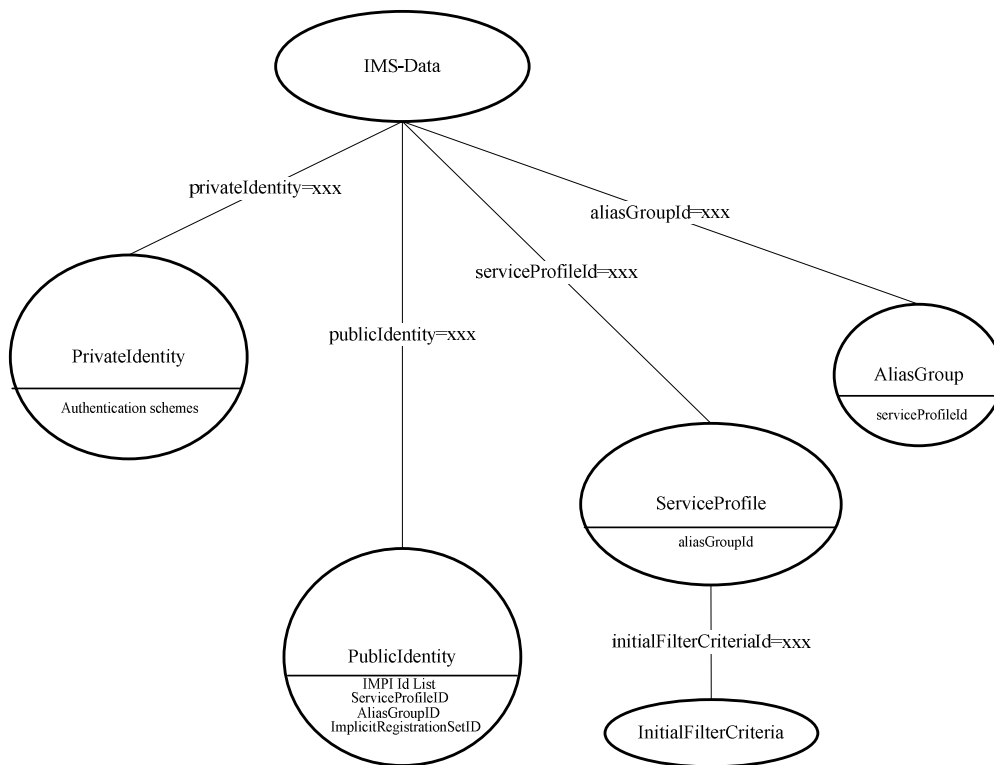 IMS-Data
privateIdentity=xxx
aliasGroupId=xxx
serviceProfileId=xxx
publicIdentity=xxx
PrivateIdentity
Authentication schemes
AliasGroup
serviceProfileId
ServiceProfile
aliasGroupId
initialFilterCriteriaId=xxx
PublicIdentity
IMPI Id List
ServiceProfileID
AliasGroupID
ImplicitRegistrationSetID
InitialFilterCriteria